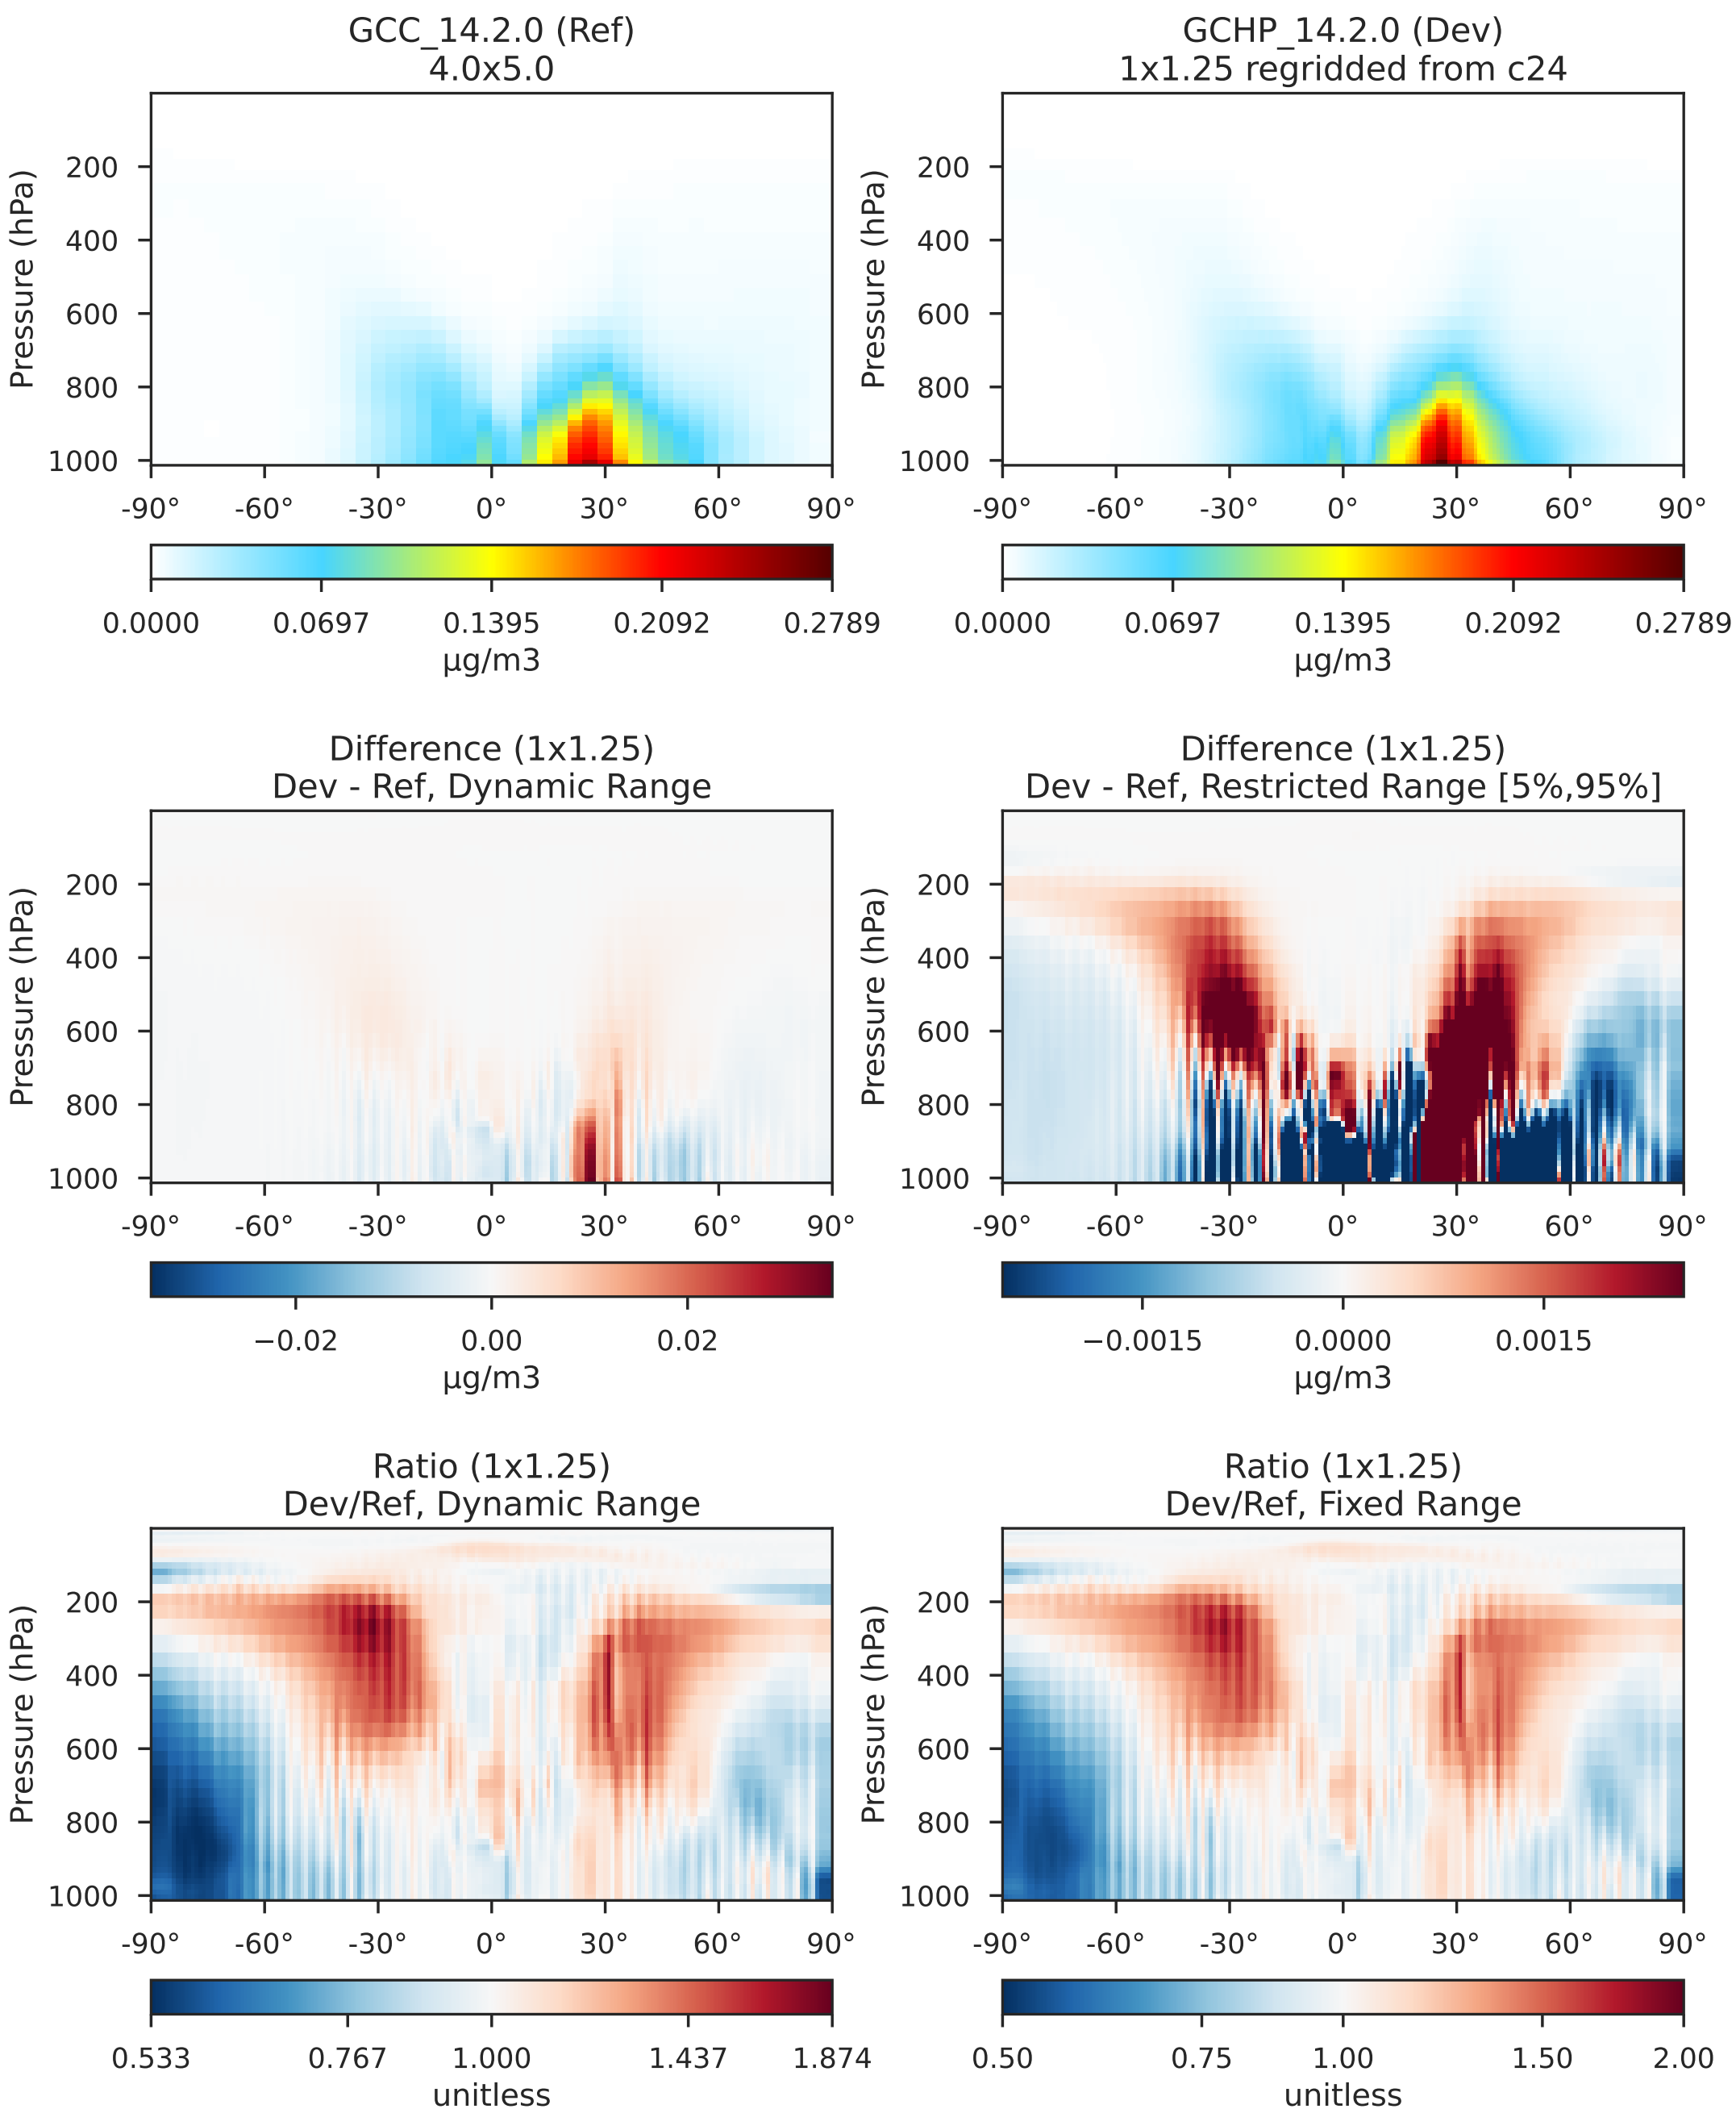 GCC_14.2.0 (Ref)
4.0x5.0
Pressure (hPa)
200
400
600
800
1000
-90° -60° -30° 0° 30° 60° 90°
0.0000 0.0697 0.1395 0.2092 0.2789
µg/m3
GCHP_14.2.0 (Dev)
1x1.25 regridded from c24
Pressure (hPa)
200
400
600
800
1000
-90° -60° -30° 0° 30° 60° 90°
0.0000 0.0697 0.1395 0.2092 0.2789
µg/m3
Difference (1x1.25)
Dev - Ref, Dynamic Range
Pressure (hPa)
200
400
600
800
1000
-90° -60° -30° 0° 30° 60° 90°
−0.02 0.00 0.02
µg/m3
Difference (1x1.25)
Dev - Ref, Restricted Range [5%,95%]
Pressure (hPa)
200
400
600
800
1000
-90° -60° -30° 0° 30° 60° 90°
−0.0015 0.0000 0.0015
µg/m3
Ratio (1x1.25)
Dev/Ref, Dynamic Range
Pressure (hPa)
200
400
600
800
1000
-90° -60° -30° 0° 30° 60° 90°
0.533 0.767 1.000 1.437 1.874
unitless
Ratio (1x1.25)
Dev/Ref, Fixed Range
Pressure (hPa)
200
400
600
800
1000
-90° -60° -30° 0° 30° 60° 90°
0.50 0.75 1.00 1.50 2.00
unitless